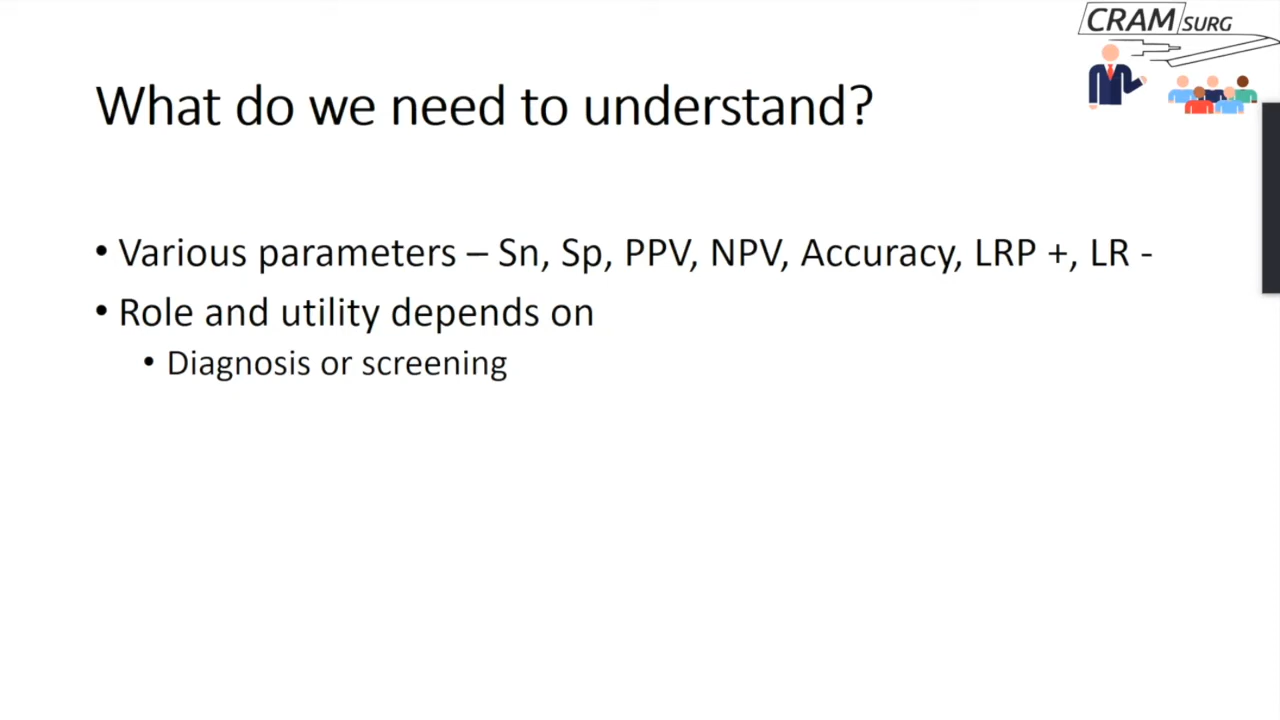 CRAM SURG
What do we need to understand?
• Various parameters – Sn, Sp, PPV, NPV, Accuracy, LRP +, LR -
• Role and utility depends on
• Diagnosis or screening